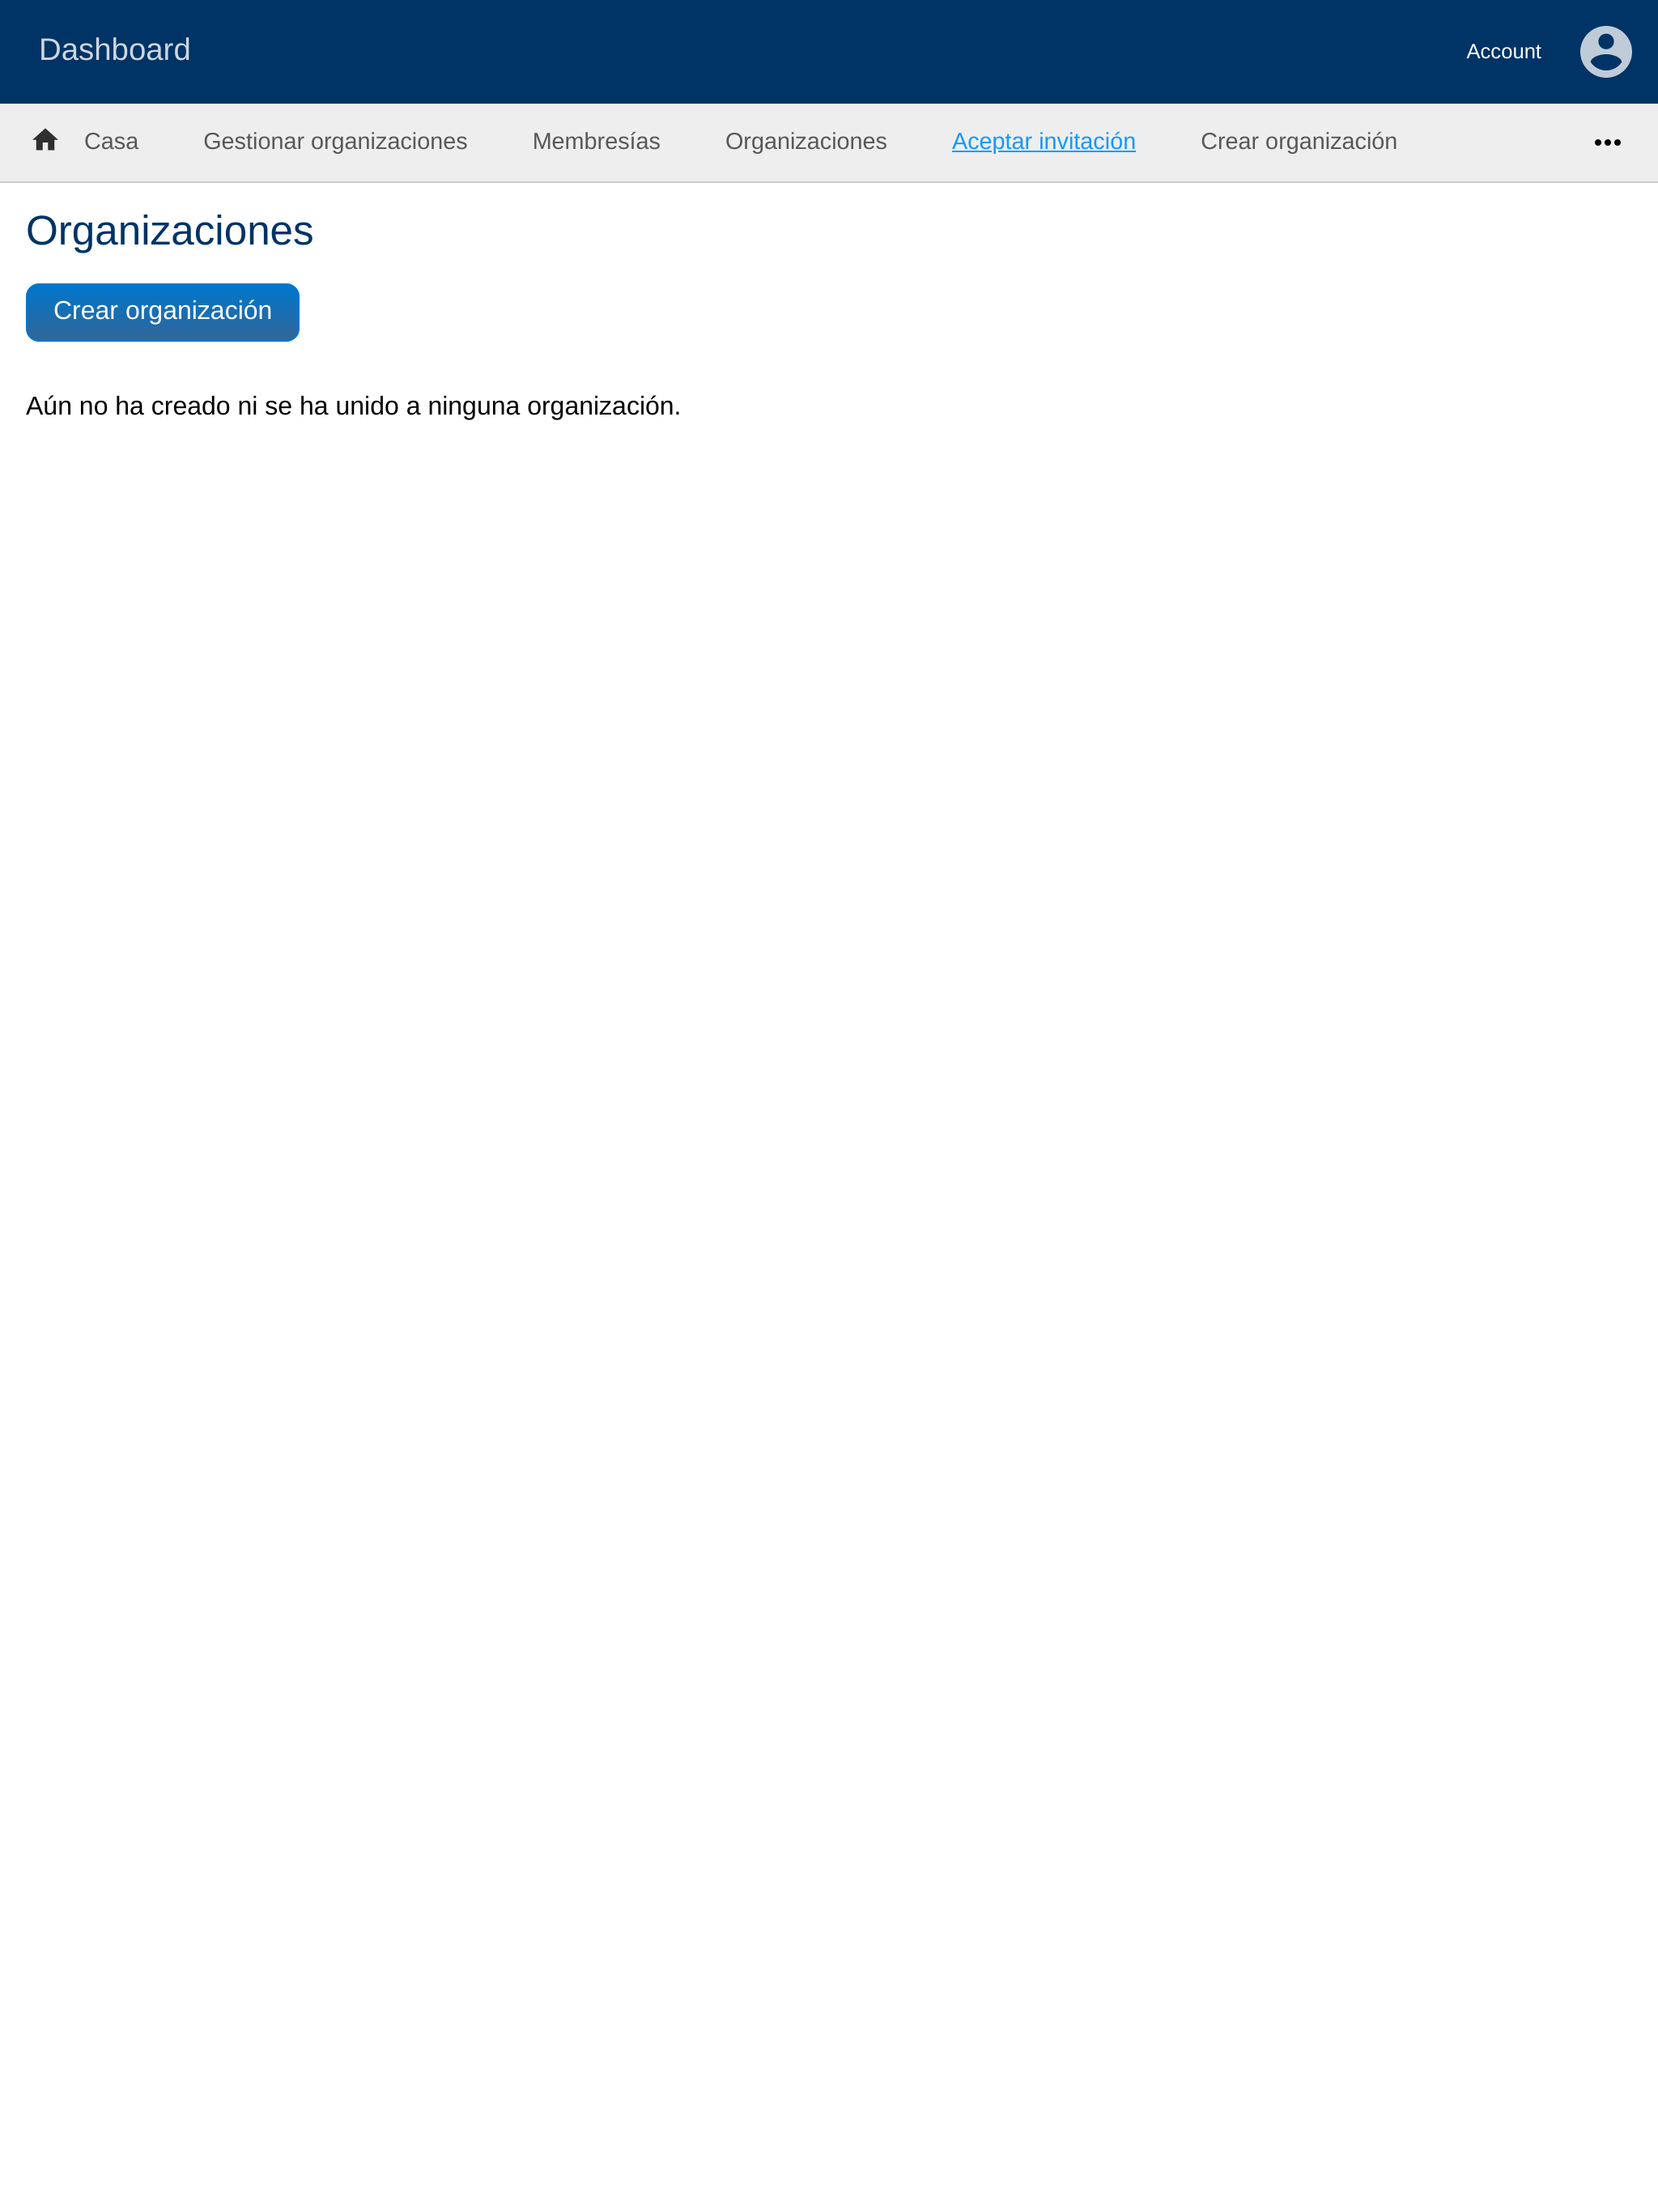 Dashboard
Account
Casa Gestionar organizaciones Membresías Organizaciones Aceptar invitación Crear organización
Organizaciones
Crear organización
Aún no ha creado ni se ha unido a ninguna organización.